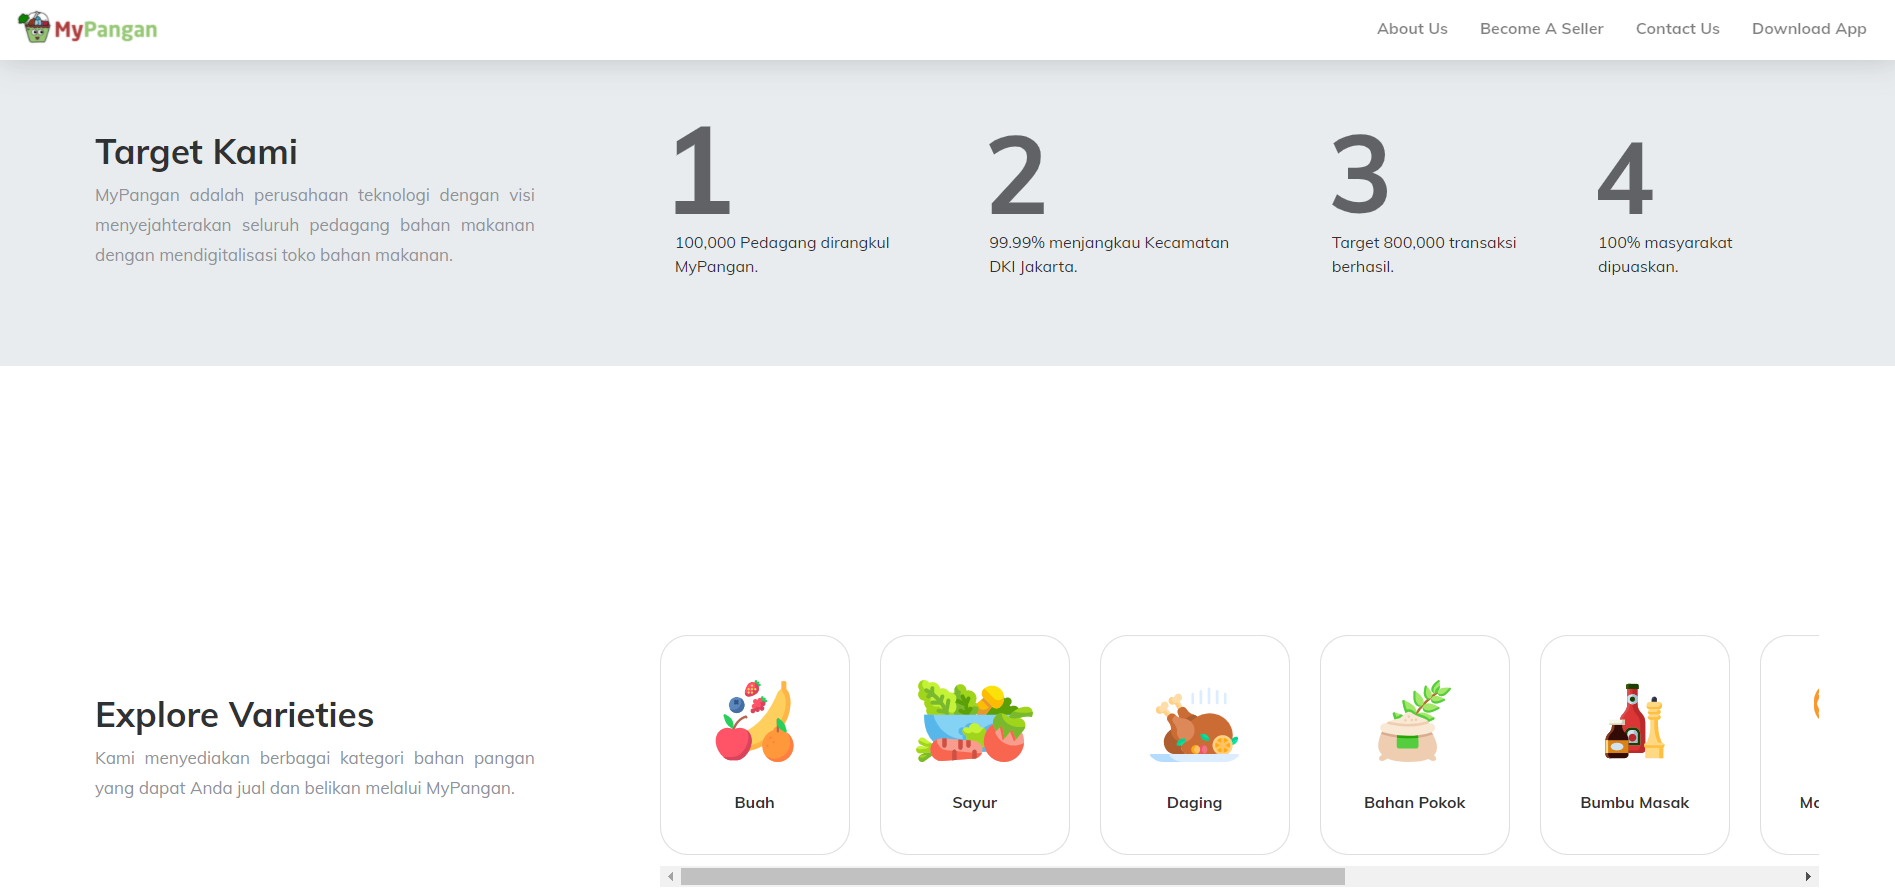 MyPangan
About Us
Become A Seller
Contact Us
Download App
Target Kami
MyPangan adalah perusahaan teknologi dengan visi
menyejahterakan seluruh pedagang bahan makanan
dengan mendigitalisasi toko bahan makanan.
1
100,000 Pedagang dirangkul
MyPangan.
2
99.99% menjangkau Kecamatan
DKI Jakarta.
3
Target 800,000 transaksi
berhasil.
4
100% masyarakat
dipuaskan.
Explore Varieties
Kami menyediakan berbagai kategori bahan pangan
yang dapat Anda jual dan belikan melalui MyPangan.
Buah
Sayur
Daging
Bahan Pokok
Bumbu Masak